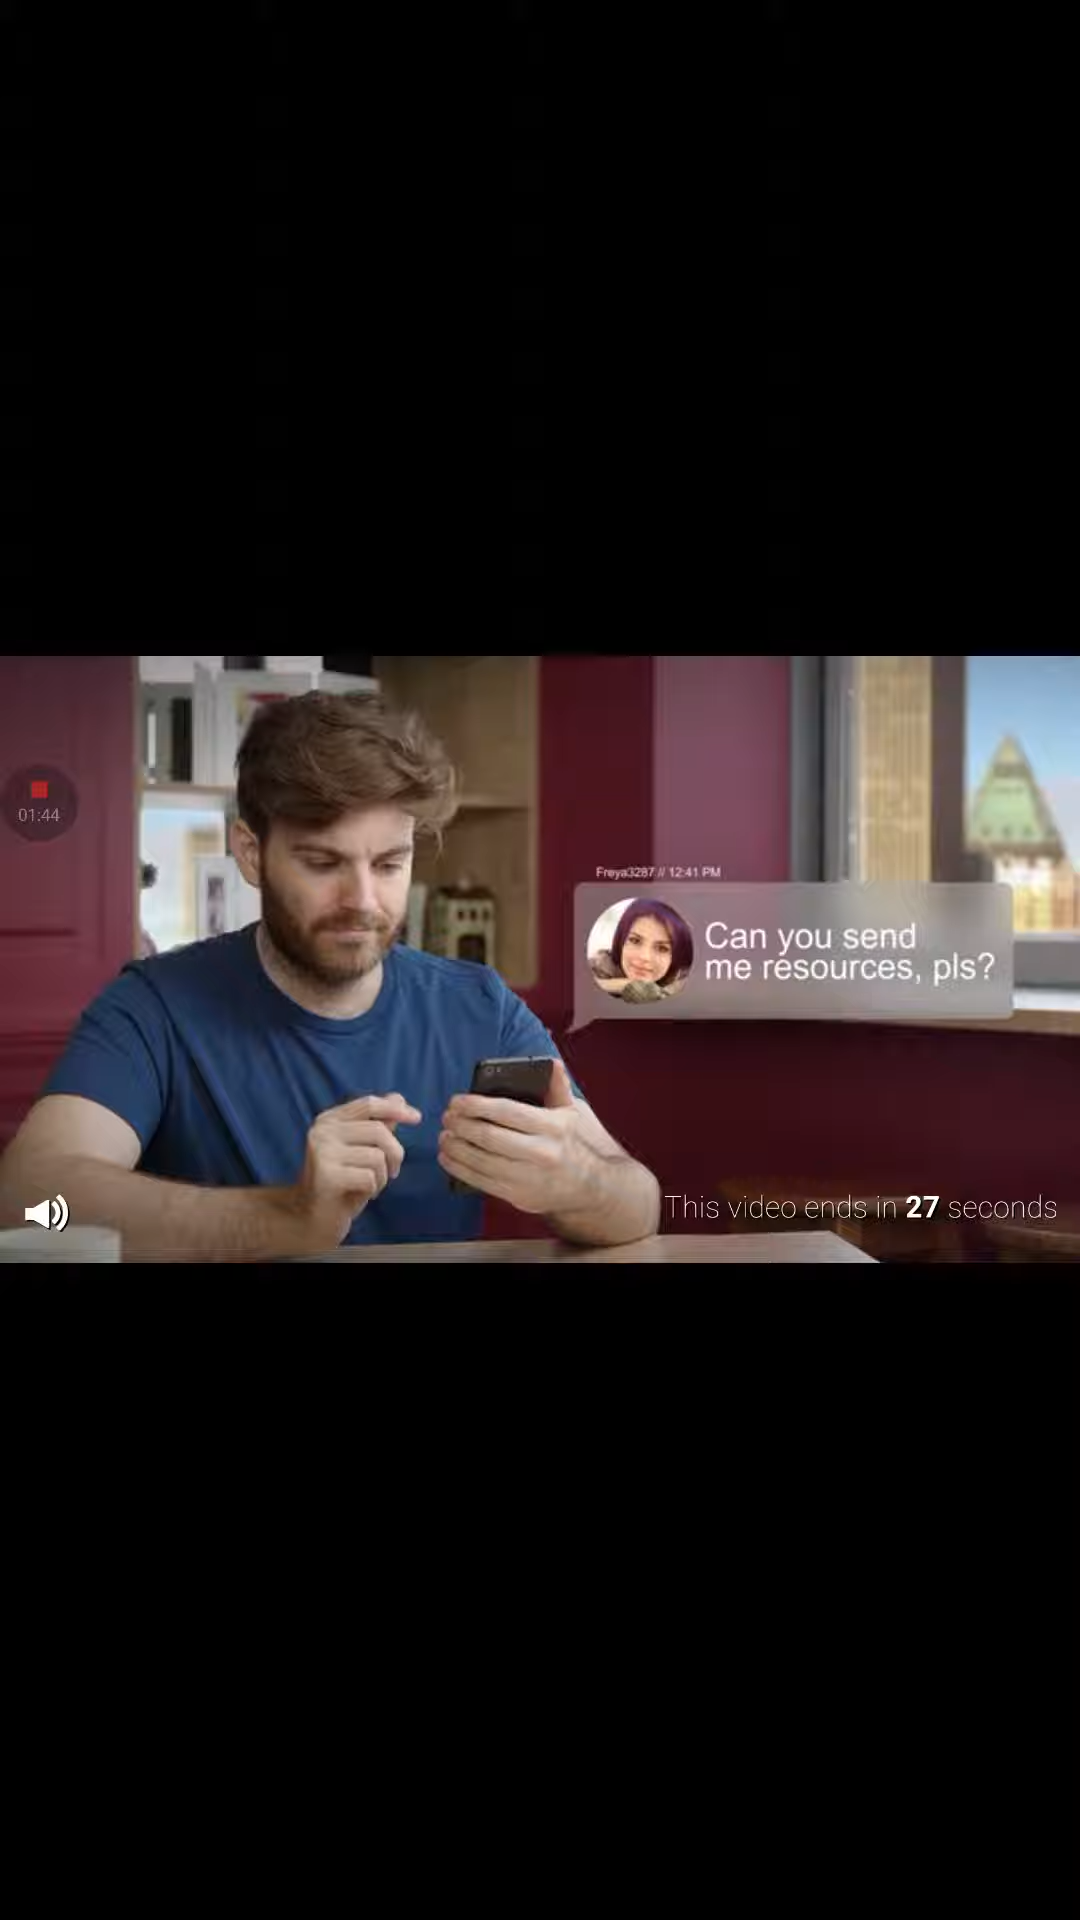 01:44
Freya3287 // 12:41 PM
Can you send
me resources, pls?
This video ends in 27 seconds